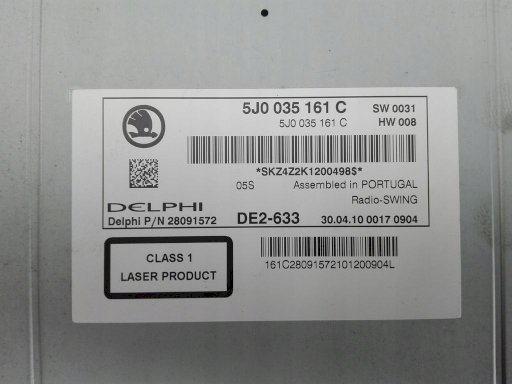 5J0 035 161 C SW 0031
5J0 035 161 C HW 008
*SKZ4Z2K1200498$*
05S Assembled in PORTUGAL
Radio-SWING
DELPHI
Delphi P/N 28091572 DE2-633 30.04.10 0017 0904
CLASS 1
LASER PRODUCT
161C28091572101200904L